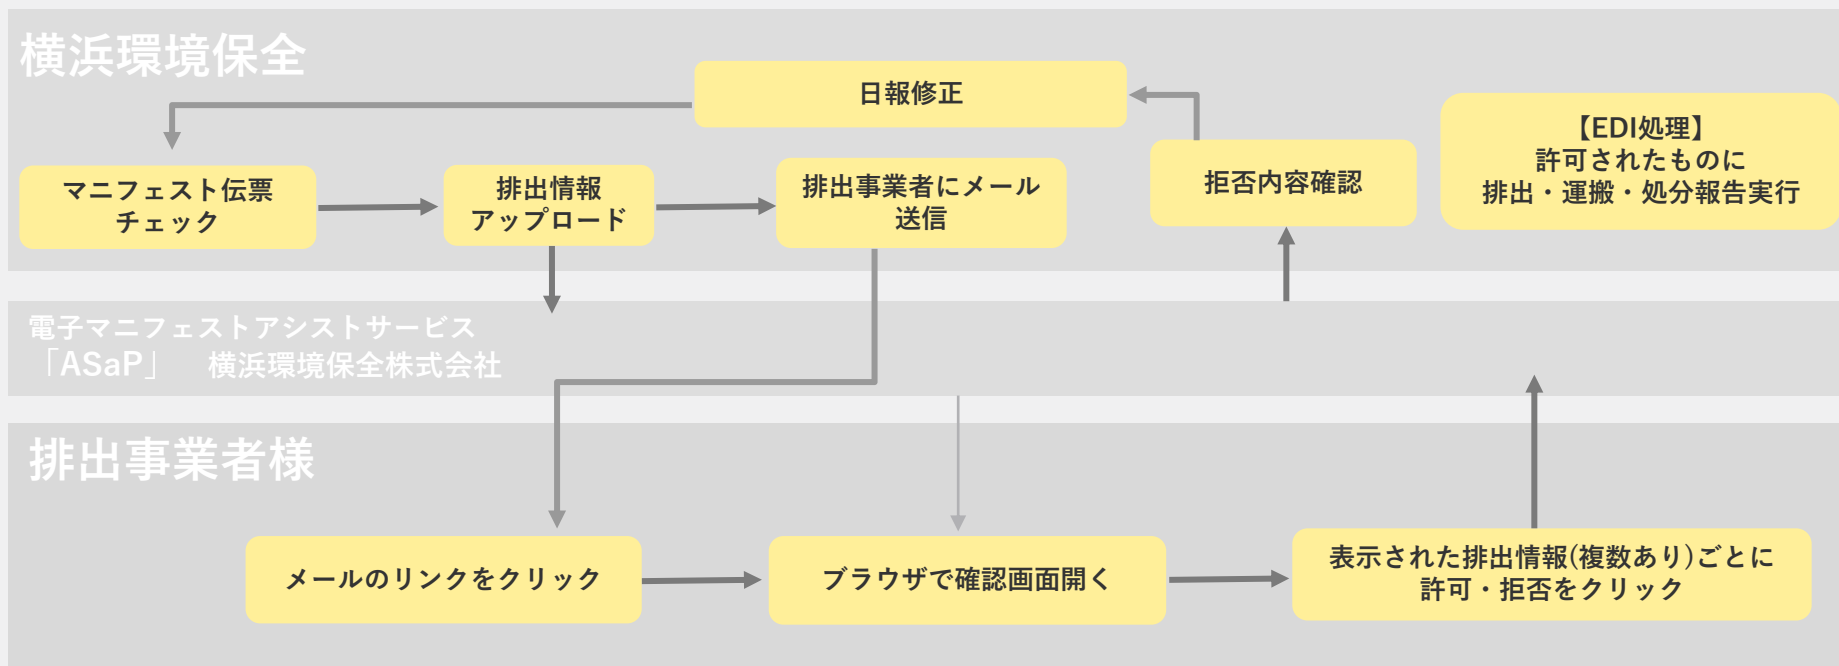 横浜環境保全
日報修正
【EDI処理】
許可されたものに
排出・運搬・処分報告実行
マニフェスト伝票
チェック
排出情報
アップロード
排出事業者にメール
送信
拒否内容確認
電子マニフェストアシストサービス
「ASaP」　横浜環境保全株式会社
排出事業者様
メールのリンクをクリック
ブラウザで確認画面開く
表示された排出情報(複数あり)ごとに
許可・拒否をクリック